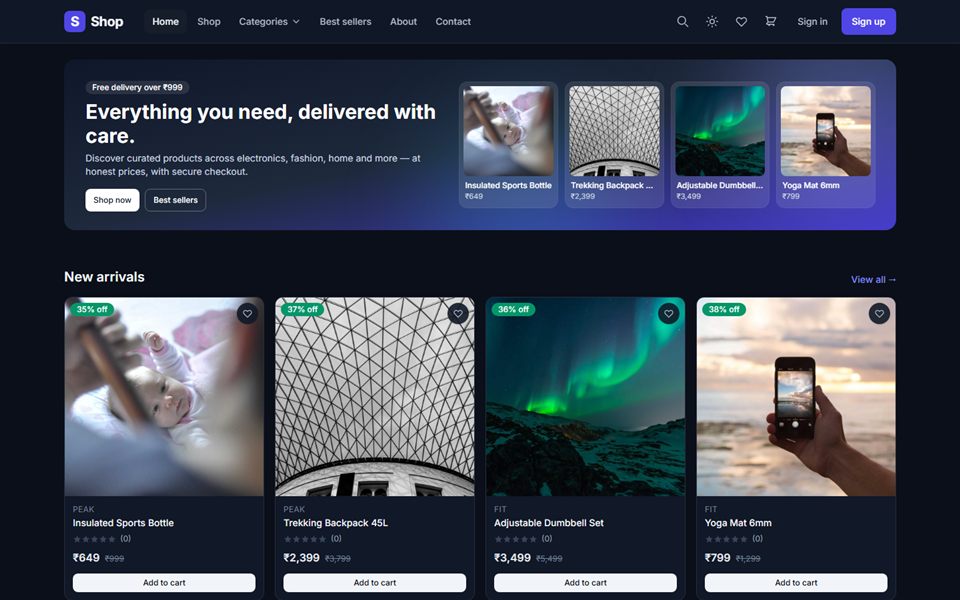 S Shop Home Shop Categories Best sellers About Contact Sign in Sign up
Free delivery over ₹999
Everything you need, delivered with
care.
Discover curated products across electronics, fashion, home and more — at
honest prices, with secure checkout.
Shop now Best sellers
Insulated Sports Bottle
₹649
Trekking Backpack ...
₹2,399
Adjustable Dumbbell...
₹3,499
Yoga Mat 6mm
₹799
New arrivals
View all →
35% off
PEAK
Insulated Sports Bottle
(0)
₹649 ₹999
Add to cart
37% off
PEAK
Trekking Backpack 45L
(0)
₹2,399 ₹3,799
Add to cart
36% off
FIT
Adjustable Dumbbell Set
(0)
₹3,499 ₹5,499
Add to cart
38% off
FIT
Yoga Mat 6mm
(0)
₹799 ₹1,299
Add to cart